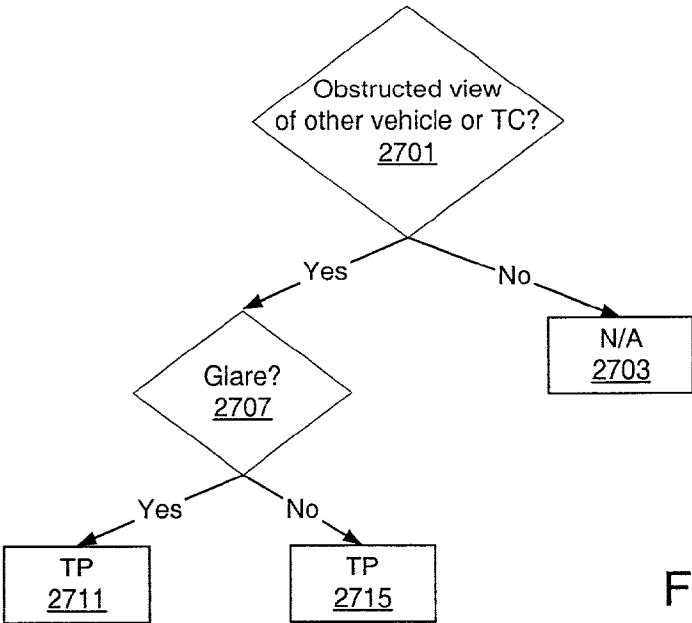 Obstructed view
of other vehicle or TC?
2701
Yes
No
N/A
2703
Glare?
2707
Yes
No
TP
2711
TP
2715
F